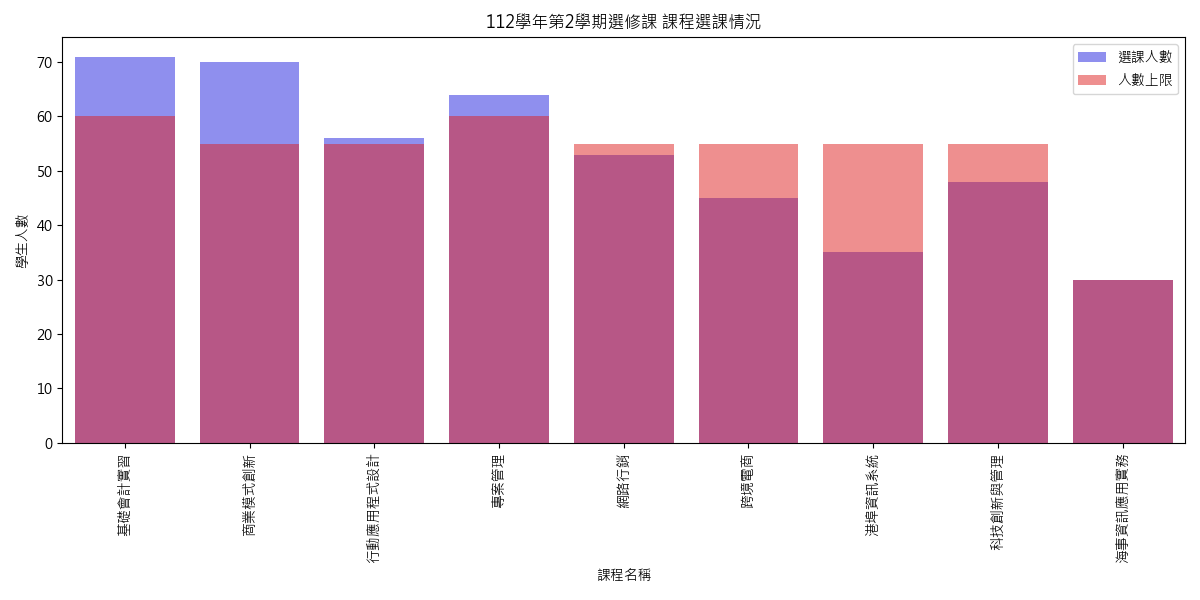 112學年第2學期選修課 課程選課情況
選課人數
人數上限
學生人數
70
60
50
40
30
20
10
0
基礎會計實習
商業模式創新
行動應用程式設計
專案管理
網路行銷
跨境電商
港埠資訊系統
科技創新與管理
海事資訊應用實務
課程名稱